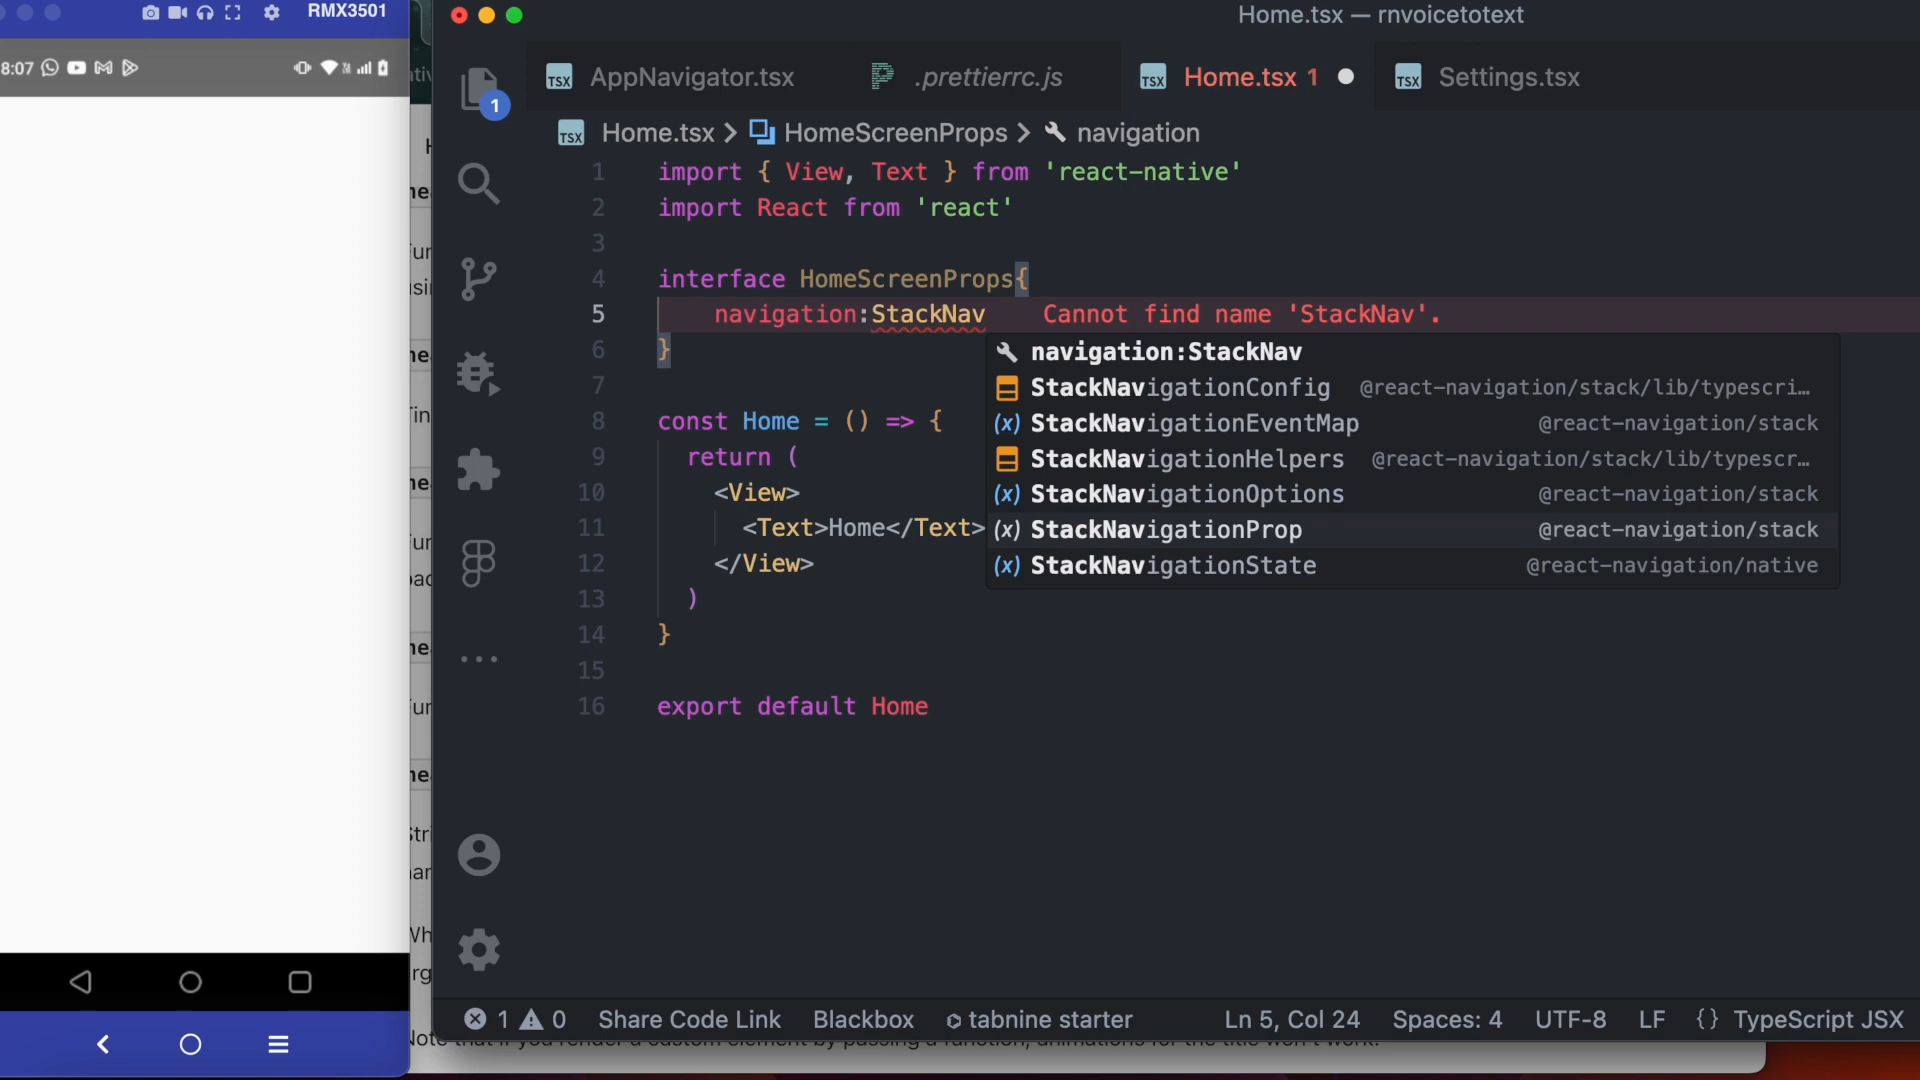 RMX3501
8:07
Home.tsx — rnvoicetotext
AppNavigator.tsx
.prettierrc.js
Home.tsx 1
Settings.tsx
1
Home.tsx > HomeScreenProps > navigation
1 import { View, Text } from 'react-native'
2 import React from 'react'
3
4 interface HomeScreenProps{
5 navigation:StackNav Cannot find name 'StackNav'.
6 }
7
8 const Home = () => {
9 return (
10 <View>
11 <Text>Home</Text>
12 </View>
13 )
14 }
15
16 export default Home
navigation:StackNav
StackNavigationConfig @react-navigation/stack/lib/typescri…
StackNavigationEventMap @react-navigation/stack
StackNavigationHelpers @react-navigation/stack/lib/typescr…
StackNavigationOptions @react-navigation/stack
StackNavigationProp @react-navigation/stack
StackNavigationState @react-navigation/native
1 0 Share Code Link Blackbox tabnine starter Ln 5, Col 24 Spaces: 4 UTF-8 LF {} TypeScript JSX